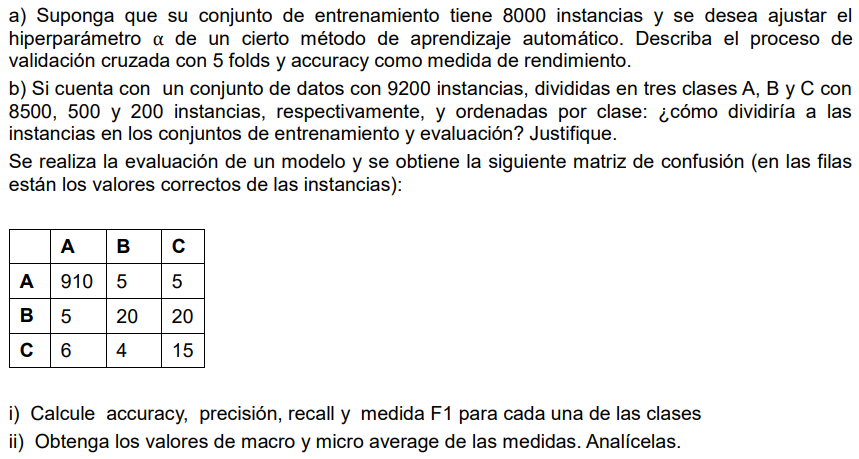 a) Suponga que su conjunto de entrenamiento tiene 8000 instancias y se desea ajustar el
hiperparámetro α de un cierto método de aprendizaje automático. Describa el proceso de
validación cruzada con 5 folds y accuracy como medida de rendimiento.
b) Si cuenta con un conjunto de datos con 9200 instancias, divididas en tres clases A, B y C con
8500, 500 y 200 instancias, respectivamente, y ordenadas por clase: ¿cómo dividiría a las
instancias en los conjuntos de entrenamiento y evaluación? Justifique.
Se realiza la evaluación de un modelo y se obtiene la siguiente matriz de confusión (en las filas
están los valores correctos de las instancias):
A B C
A 910 5 5
B 5 20 20
C 6 4 15
i) Calcule accuracy, precisión, recall y medida F1 para cada una de las clases
ii) Obtenga los valores de macro y micro average de las medidas. Analícelas.